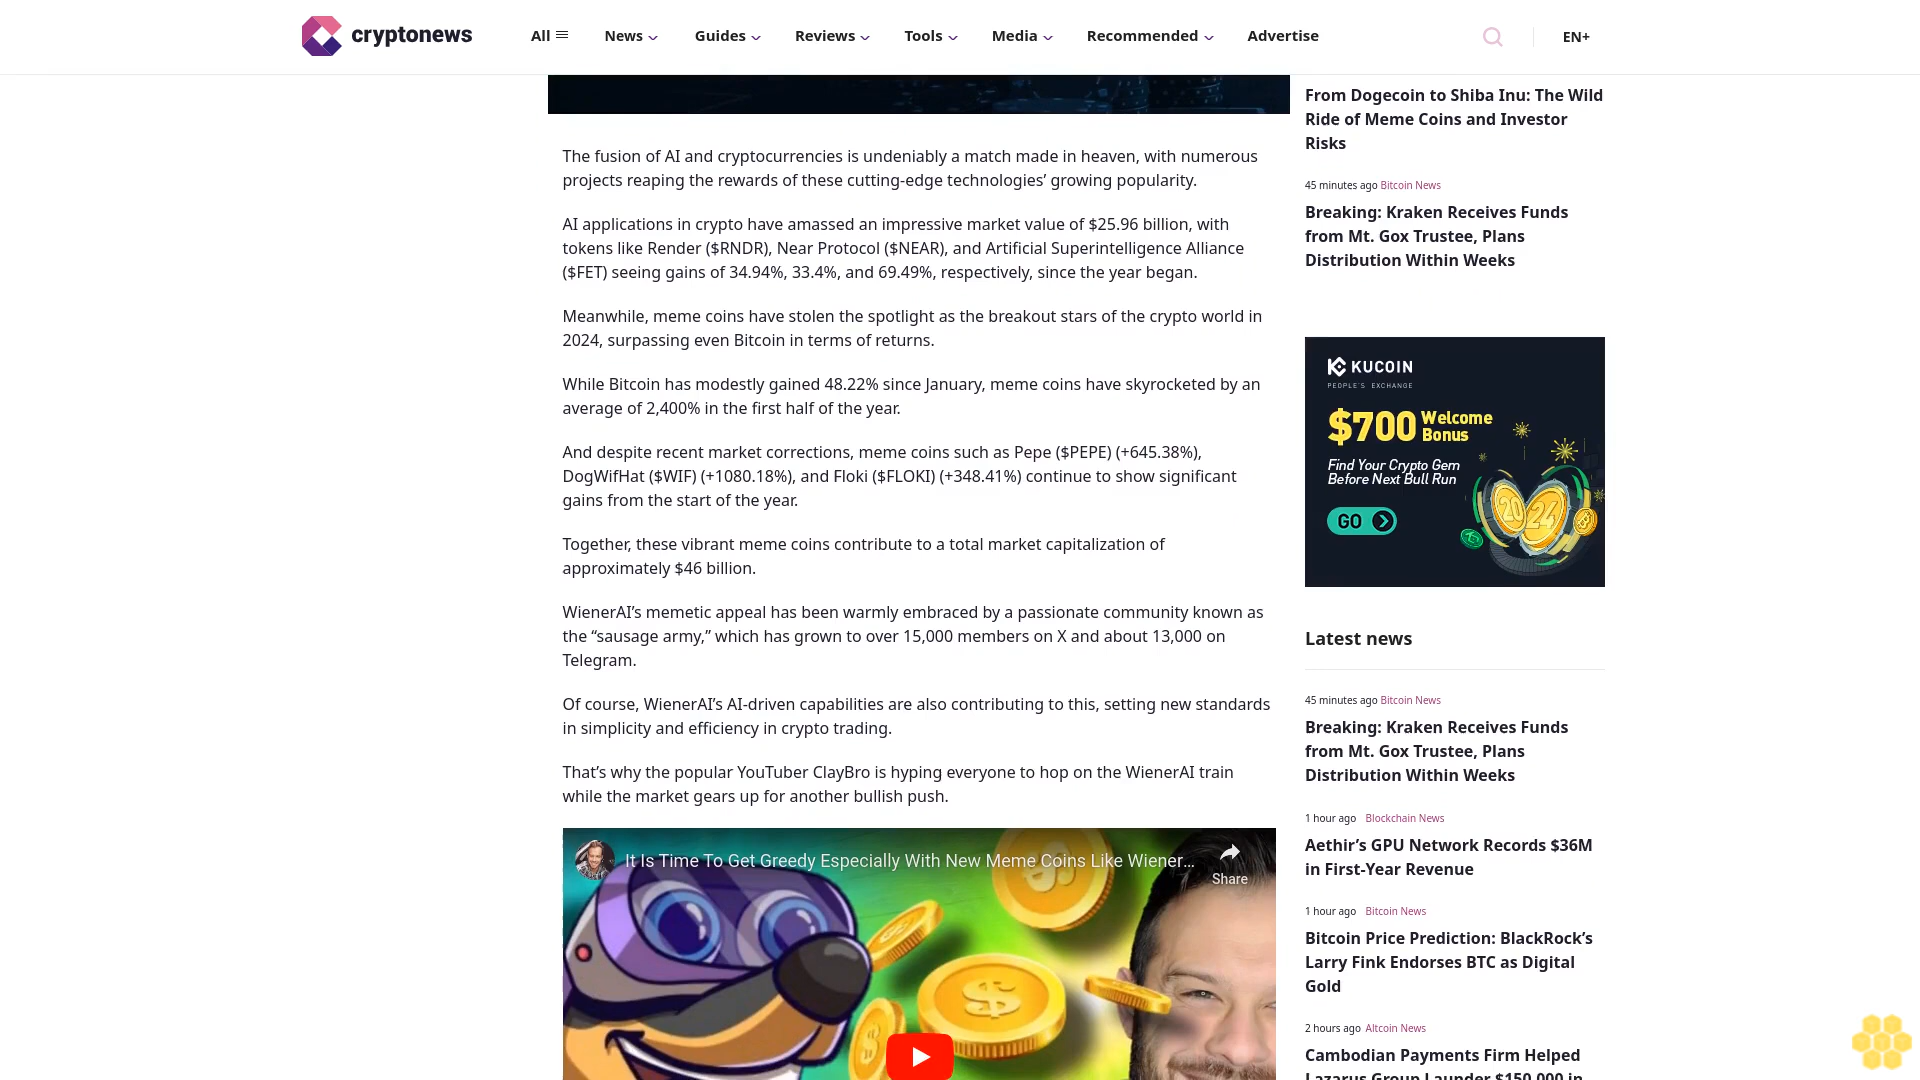 cryptonews
All
News
Guides
Reviews
Tools
Media
Recommended
Advertise
EN+
The fusion of AI and cryptocurrencies is undeniably a match made in heaven, with numerous
projects reaping the rewards of these cutting-edge technologies’ growing popularity.
AI applications in crypto have amassed an impressive market value of $25.96 billion, with
tokens like Render ($RNDR), Near Protocol ($NEAR), and Artificial Superintelligence Alliance
($FET) seeing gains of 34.94%, 33.4%, and 69.49%, respectively, since the year began.
Meanwhile, meme coins have stolen the spotlight as the breakout stars of the crypto world in
2024, surpassing even Bitcoin in terms of returns.
While Bitcoin has modestly gained 48.22% since January, meme coins have skyrocketed by an
average of 2,400% in the first half of the year.
And despite recent market corrections, meme coins such as Pepe ($PEPE) (+645.38%),
DogWifHat ($WIF) (+1080.18%), and Floki ($FLOKI) (+348.41%) continue to show significant
gains from the start of the year.
Together, these vibrant meme coins contribute to a total market capitalization of
approximately $46 billion.
WienerAI’s memetic appeal has been warmly embraced by a passionate community known as
the “sausage army,” which has grown to over 15,000 members on X and about 13,000 on
Telegram.
Of course, WienerAI’s AI-driven capabilities are also contributing to this, setting new standards
in simplicity and efficiency in crypto trading.
That’s why the popular YouTuber ClayBro is hyping everyone to hop on the WienerAI train
while the market gears up for another bullish push.
It Is Time To Get Greedy Especially With New Meme Coins Like Wiener...
Share
From Dogecoin to Shiba Inu: The Wild
Ride of Meme Coins and Investor
Risks
45 minutes ago Bitcoin News
Breaking: Kraken Receives Funds
from Mt. Gox Trustee, Plans
Distribution Within Weeks
KUCOIN
PEOPLE'S EXCHANGE
$700 Welcome
Bonus
Find Your Crypto Gem
Before Next Bull Run
GO
20 24
Latest news
45 minutes ago Bitcoin News
Breaking: Kraken Receives Funds
from Mt. Gox Trustee, Plans
Distribution Within Weeks
1 hour ago Blockchain News
Aethir’s GPU Network Records $36M
in First-Year Revenue
1 hour ago Bitcoin News
Bitcoin Price Prediction: BlackRock’s
Larry Fink Endorses BTC as Digital
Gold
2 hours ago Altcoin News
Cambodian Payments Firm Helped
Lazarus Group Launder $150,000 in